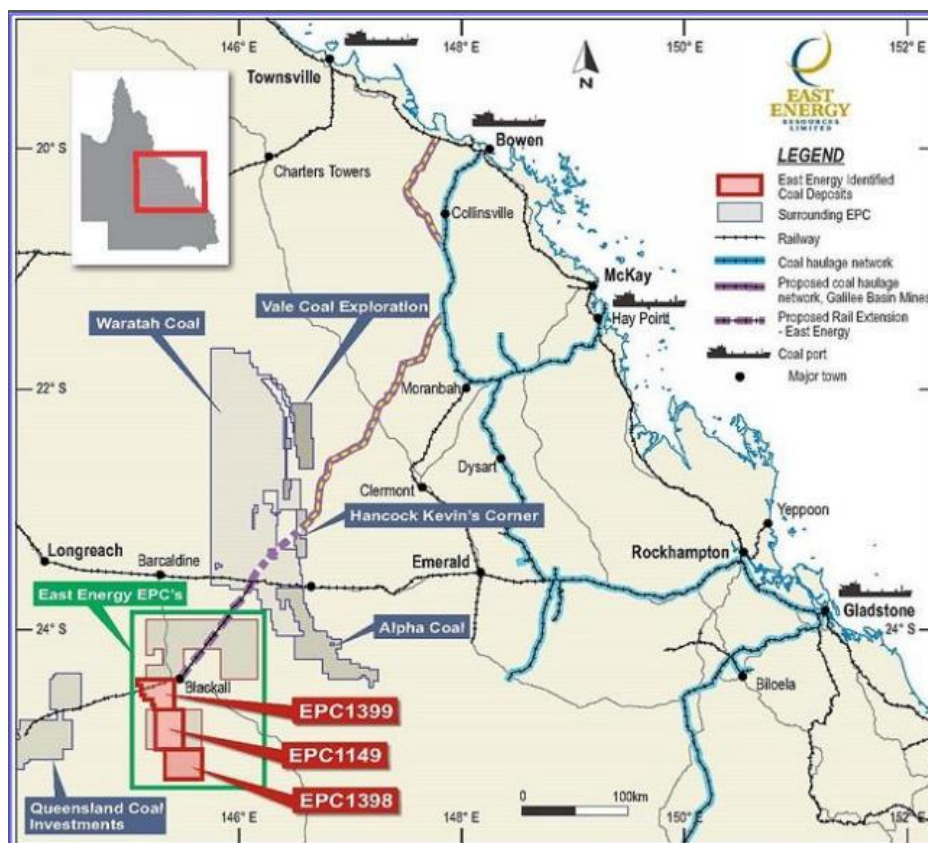 146° E
148° E
150° E
152° E
Townsville
N
EAST
ENERGY
RESOURCES
LIMITED
20° S
Charters Towers
Bowen
Collinsville
LEGEND
East Energy Identified
Coal Deposits
Surrounding EPC
Railway
Coal haulage network
Proposed coal haulage
network, Galilee Basin Mines
Proposed Rail Extension
- East Energy
Coal port
Major town
McKay
Hay Point
Vale Coal Exploration
Waratah Coal
22° S
Moranbah
Dysart
Clermont
Hancock Kevin's Corner
Yeppoon
Longreach
Barcaldine
Emerald
Rockhampton
East Energy EPC's
Gladstone
24° S
Alpha Coal
24° S
Blackall
Biloela
EPC1399
EPC1149
EPC1398
Queensland Coal
Investments
0
100km
146° E
148° E
150° E
152° E